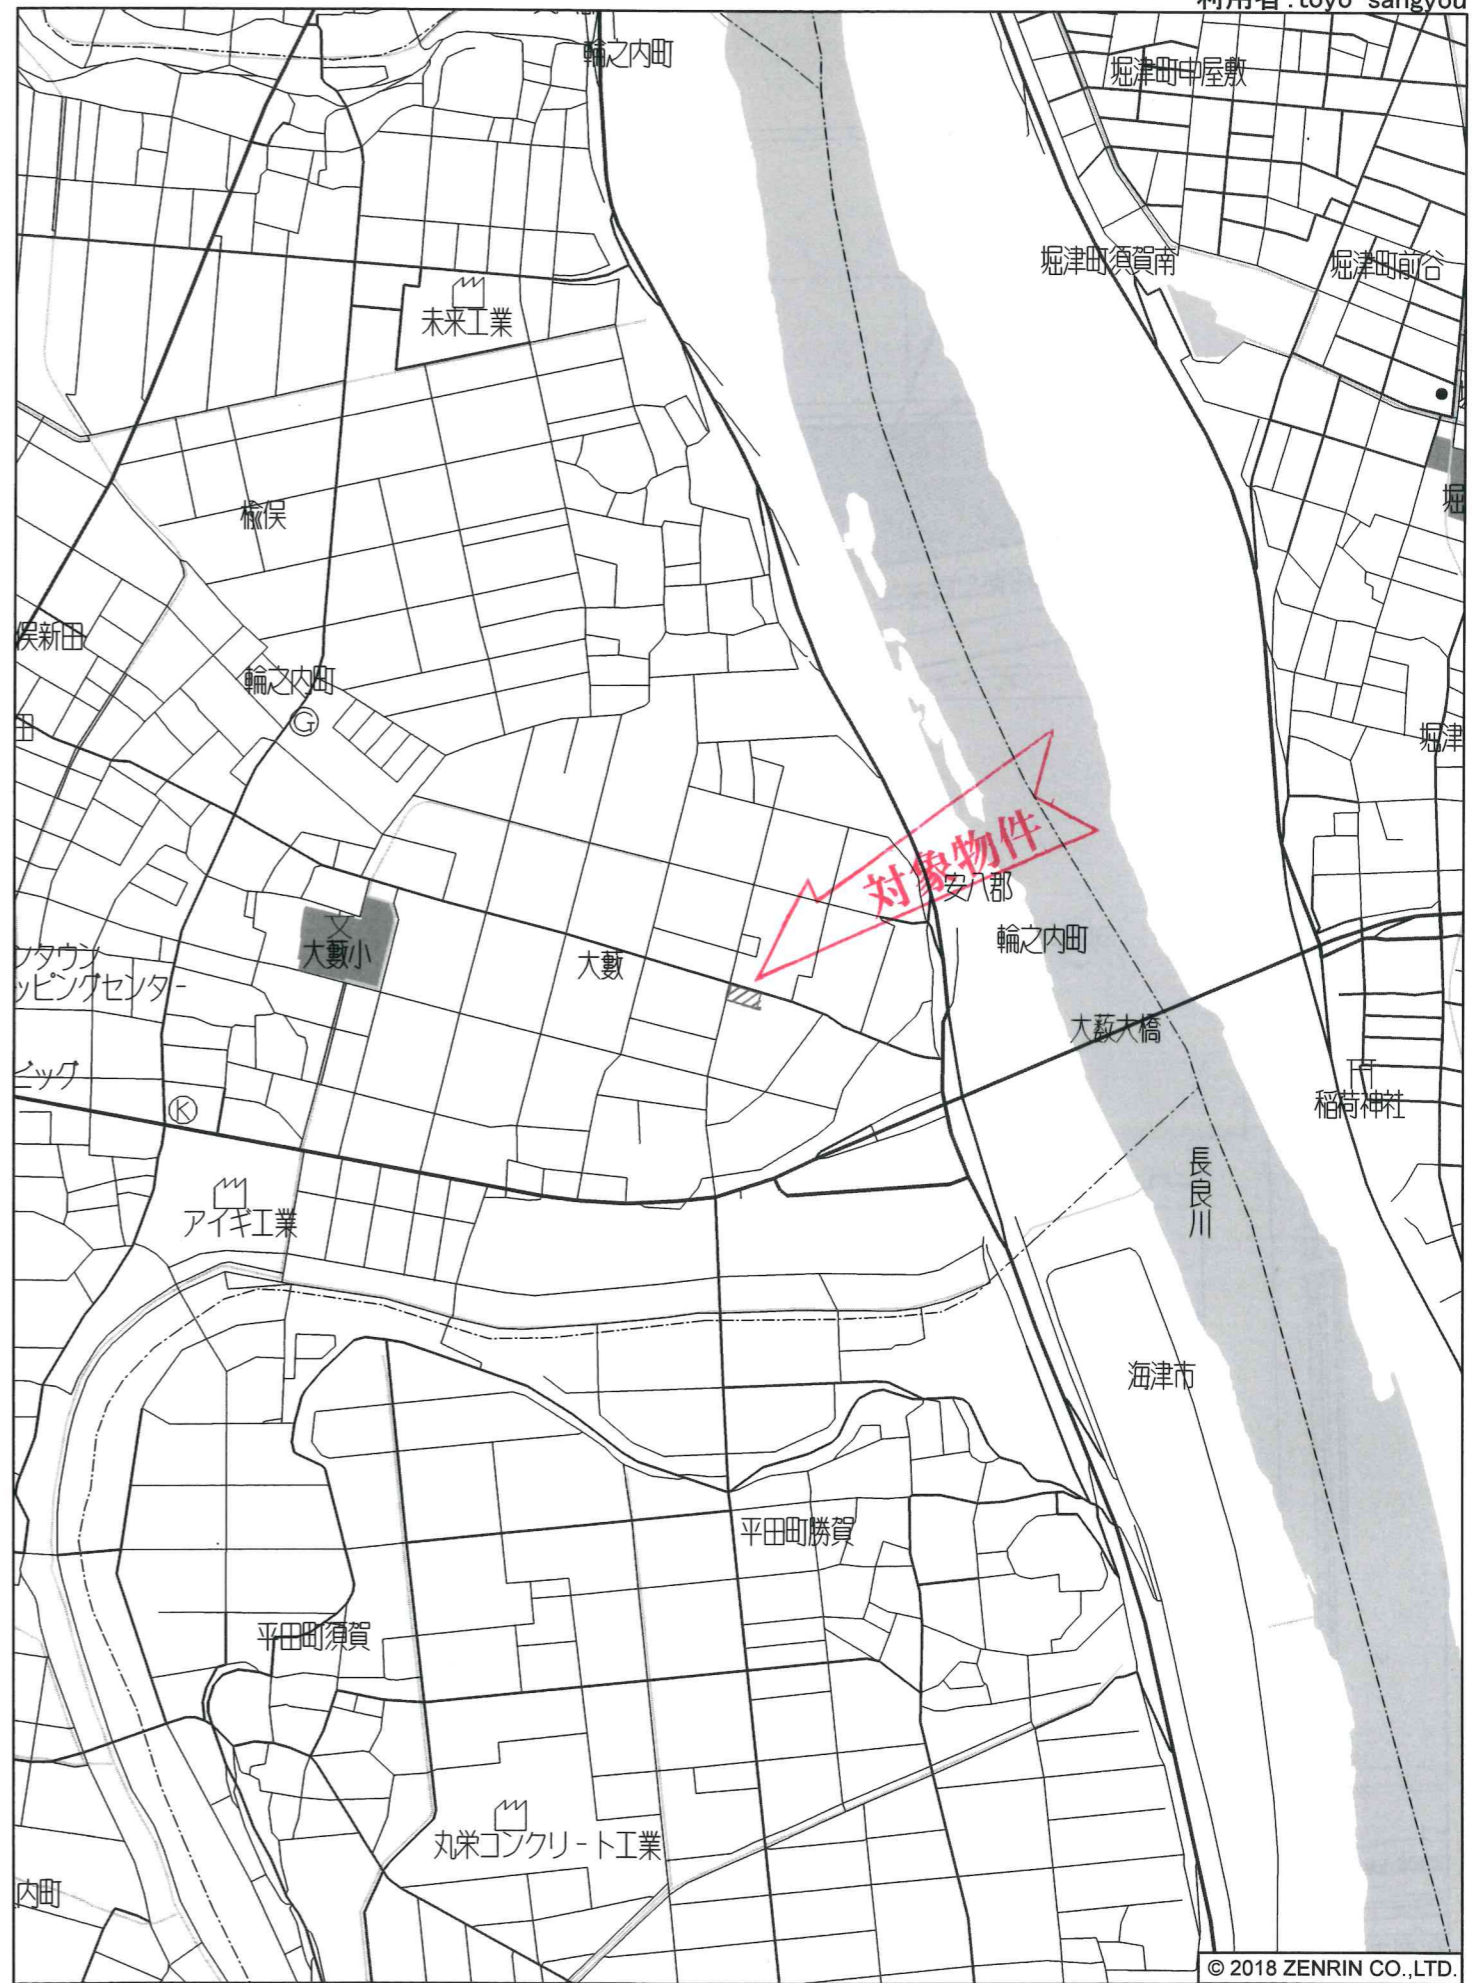 利用者:toyo sangyou
輪之内町
堀津町中屋敷
堀津町須賀南
堀津町前谷
未来工業
楡俣
堀
俣新田
輪之内町
G
田
堀津
対象物件
安八郡
文
大藪小
大藪
輪之内町
ンタウン
ッピングセンター
大藪大橋
ビッグ
K
稲荷神社
長良川
アイギ工業
海津市
平田町勝賀
平田町須賀
丸栄コンクリート工業
内町
© 2018 ZENRIN CO.,LTD.